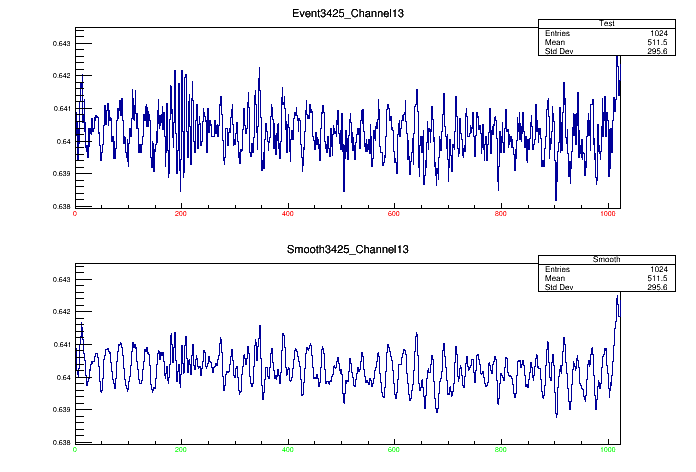 Event3425_Channel13
Test
Entries 1024
Mean 511.5
Std Dev 295.6
0.643
0.642
0.641
0.64
0.639
0.638
0 200 400 600 800 1000
Smooth3425_Channel13
Smooth
Entries 1024
Mean 511.5
Std Dev 295.6
0.643
0.642
0.641
0.64
0.639
0.638
0 200 400 600 800 1000